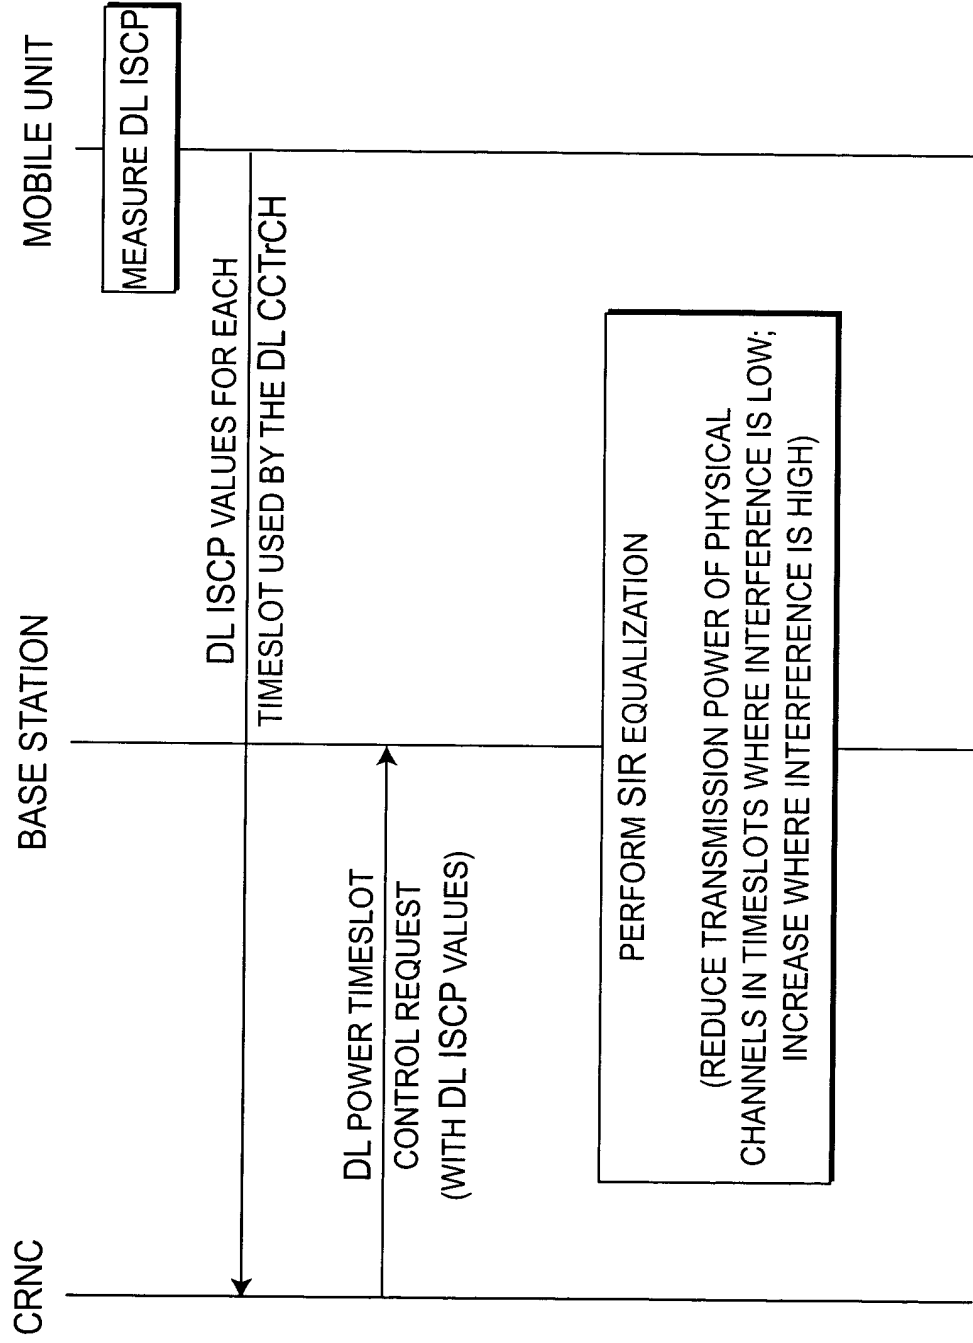 CRNC
BASE STATION
MOBILE UNIT
MEASURE DL ISCP
DL ISCP VALUES FOR EACH
TIMESLOT USED BY THE DL CCTrCH
DL POWER TIMESLOT
CONTROL REQUEST
(WITH DL ISCP VALUES)
PERFORM SIR EQUALIZATION
(REDUCE TRANSMISSION POWER OF PHYSICAL
CHANNELS IN TIMESLOTS WHERE INTERFERENCE IS LOW;
INCREASE WHERE INTERFERENCE IS HIGH)